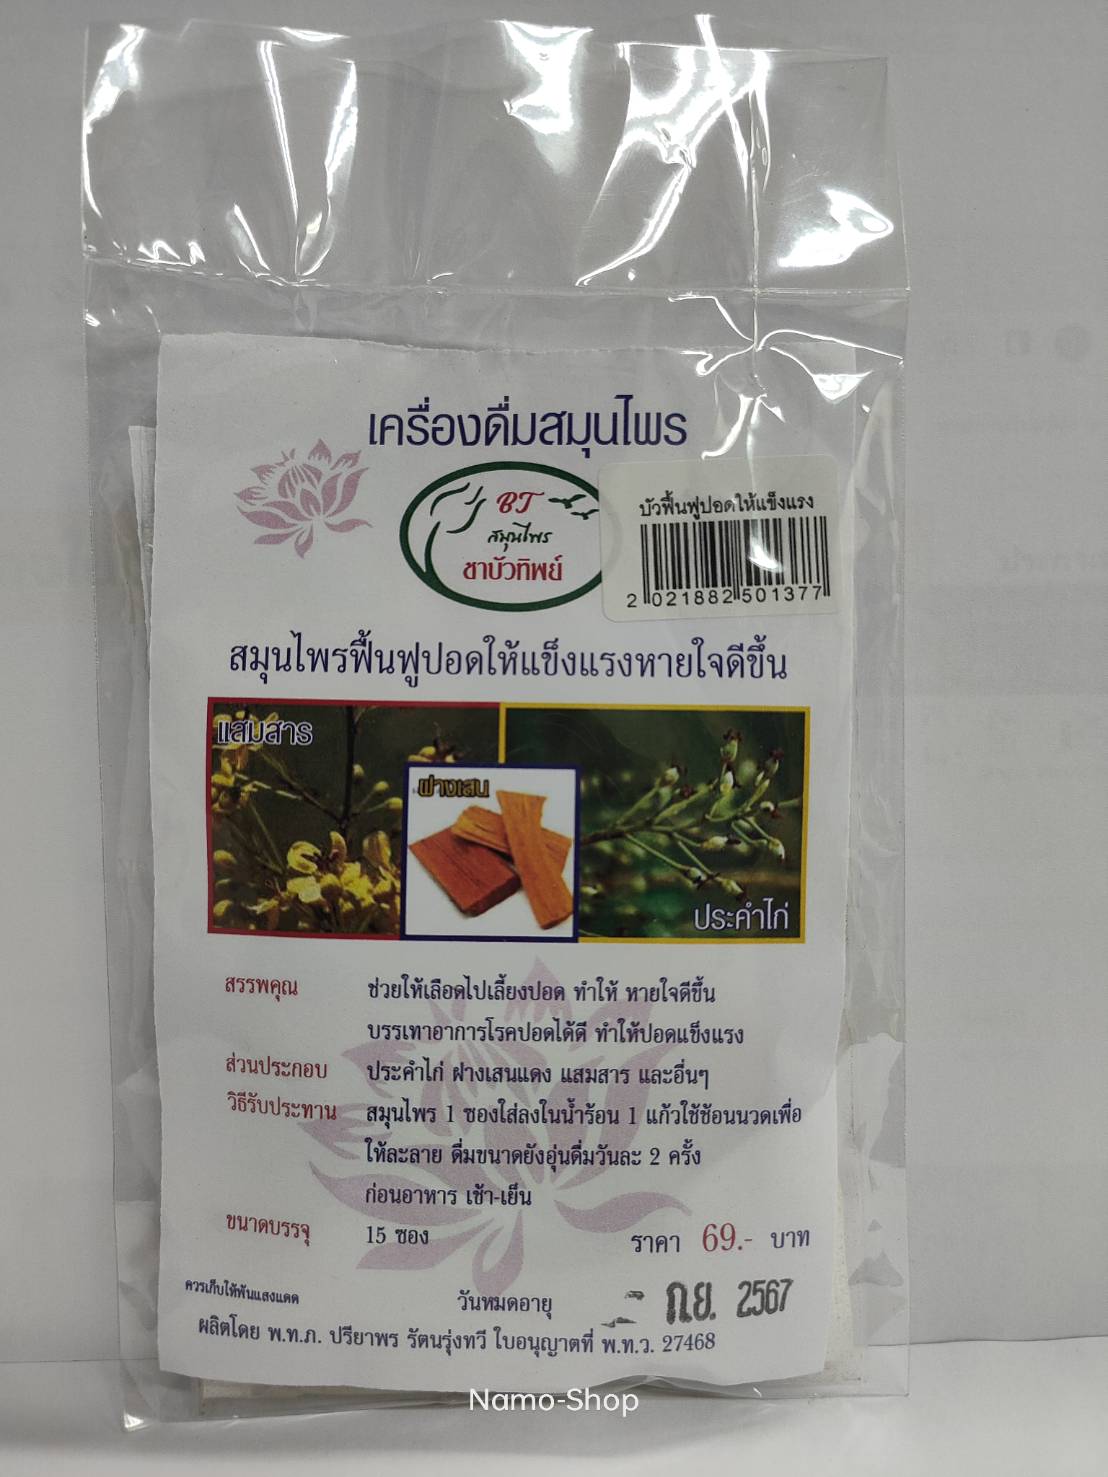 เครื่องดื่มสมุนไพร
BT
สมุนไพร
ชาบัวทิพย์
บัวฟื้นฟูปอดให้แข็งแรง
2 021882 501377
สมุนไพรฟื้นฟูปอดให้แข็งแรงหายใจดีขึ้น
แสมสาร
ฝางเสน
ประคำไก่
สรรพคุณ ช่วยให้เลือดไปเลี้ยงปอด ทำให้ หายใจดีขึ้น
บรรเทาอาการโรคปอดได้ดี ทำให้ปอดแข็งแรง
ส่วนประกอบ ประคำไก่ ฝางเสนแดง แสมสาร และอื่นๆ
วิธีรับประทาน สมุนไพร 1 ซองใส่ลงในน้ำร้อน 1 แก้วใช้ช้อนนวดเพื่อ
ให้ละลาย ดื่มขนาดยังอุ่นดื่มวันละ 2 ครั้ง
ก่อนอาหาร เช้า-เย็น
ขนาดบรรจุ 15 ซอง
ราคา 69.- บาท
ควรเก็บให้พ้นแสงแดด
วันหมดอายุ ก.ย. 2567
ผลิตโดย พ.ท.ภ. ปรียาพร รัตนรุ่งทวี ใบอนุญาตที่ พ.ท.ว. 27468
Namo-Shop